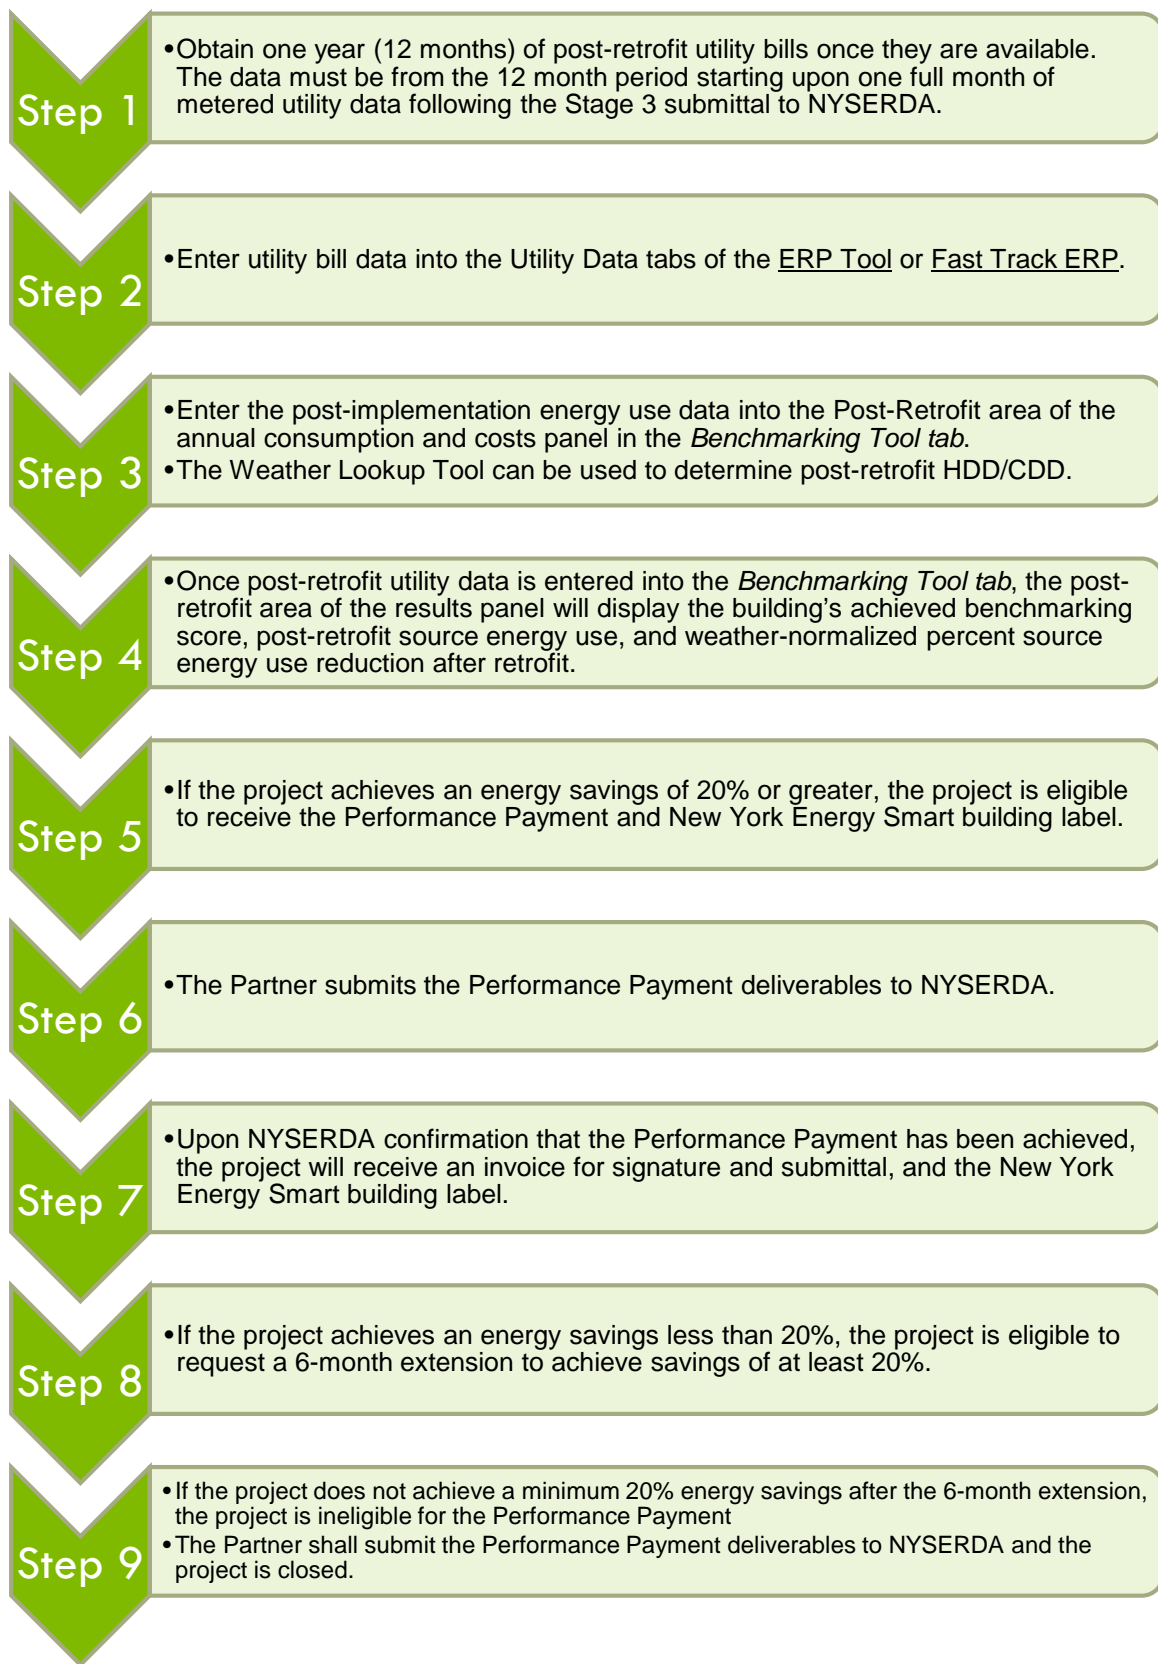 Step 1
•Obtain one year (12 months) of post-retrofit utility bills once they are available.
The data must be from the 12 month period starting upon one full month of
metered utility data following the Stage 3 submittal to NYSERDA.
Step 2
•Enter utility bill data into the Utility Data tabs of the ERP Tool or Fast Track ERP.
Step 3
•Enter the post-implementation energy use data into the Post-Retrofit area of the
annual consumption and costs panel in the Benchmarking Tool tab.
•The Weather Lookup Tool can be used to determine post-retrofit HDD/CDD.
Step 4
•Once post-retrofit utility data is entered into the Benchmarking Tool tab, the post-
retrofit area of the results panel will display the building’s achieved benchmarking
score, post-retrofit source energy use, and weather-normalized percent source
energy use reduction after retrofit.
Step 5
•If the project achieves an energy savings of 20% or greater, the project is eligible
to receive the Performance Payment and New York Energy Smart building label.
Step 6
•The Partner submits the Performance Payment deliverables to NYSERDA.
Step 7
•Upon NYSERDA confirmation that the Performance Payment has been achieved,
the project will receive an invoice for signature and submittal, and the New York
Energy Smart building label.
Step 8
•If the project achieves an energy savings less than 20%, the project is eligible to
request a 6-month extension to achieve savings of at least 20%.
Step 9
•If the project does not achieve a minimum 20% energy savings after the 6-month extension,
the project is ineligible for the Performance Payment
•The Partner shall submit the Performance Payment deliverables to NYSERDA and the
project is closed.